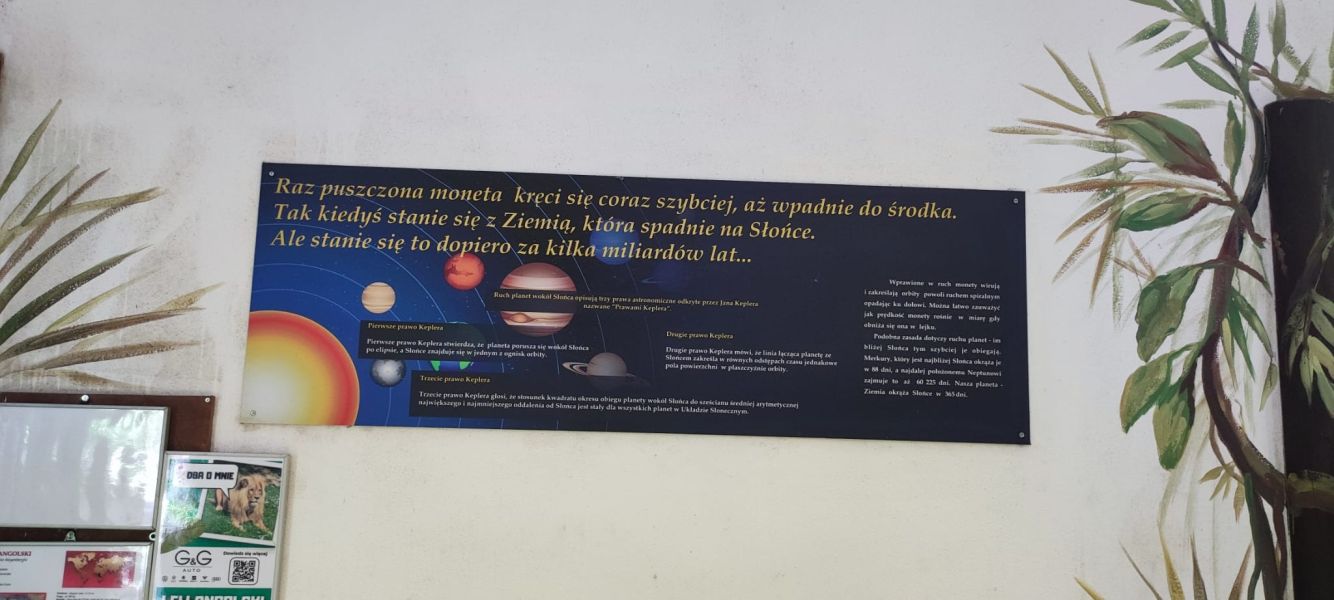 Raz puszczona moneta kręci się coraz szybciej, aż wpadnie do środka.
Tak kiedyś stanie się z Ziemią, która spadnie na Słońce.
Ale stanie się to dopiero za kilka miliardów lat...
Ruch planet wokół Słońca opisują trzy prawa astronomiczne odkryte przez Jana Keplera
nazwane "Prawami Keplera".
Pierwsze prawo Keplera
Pierwsze prawo Keplera stwierdza, że planeta porusza się wokół Słońca
po elipsie, a Słońce znajduje się w jednym z ognisk orbity.
Drugie prawo Keplera
Drugie prawo Keplera mówi, że linia łącząca planetę ze
Słońcem zakreśla w równych odstępach czasu jednakowe
pola powierzchni w płaszczyźnie orbity.
Trzecie prawo Keplera
Trzecie prawo Keplera głosi, że stosunek kwadratu okresu obiegu planety wokół Słońca do sześcianu średniej arytmetycznej
największego i najmniejszego oddalenia od Słońca jest stały dla wszystkich planet w Układzie Słonecznym.
Wprawione w ruch monety wirują
i zakreślają orbity powoli ruchem spiralnym
opadając ku dołowi. Można łatwo zauważyć
jak prędkość monety rośnie w miarę gdy
obniża się ona w lejku.
Podobna zasada dotyczy ruchu planet - im
bliżej Słońca tym szybciej je obiegają.
Merkury, który jest najbliżej Słońca okrąża je
w 88 dni, a najdalej położonemu Neptunowi
zajmuje to aż 60 225 dni. Nasza planeta -
Ziemia okrąża Słońce w 365 dni.
DBA O MNIE
G&G
AUTO
Dowiedz się więcej
ANGOLSKI